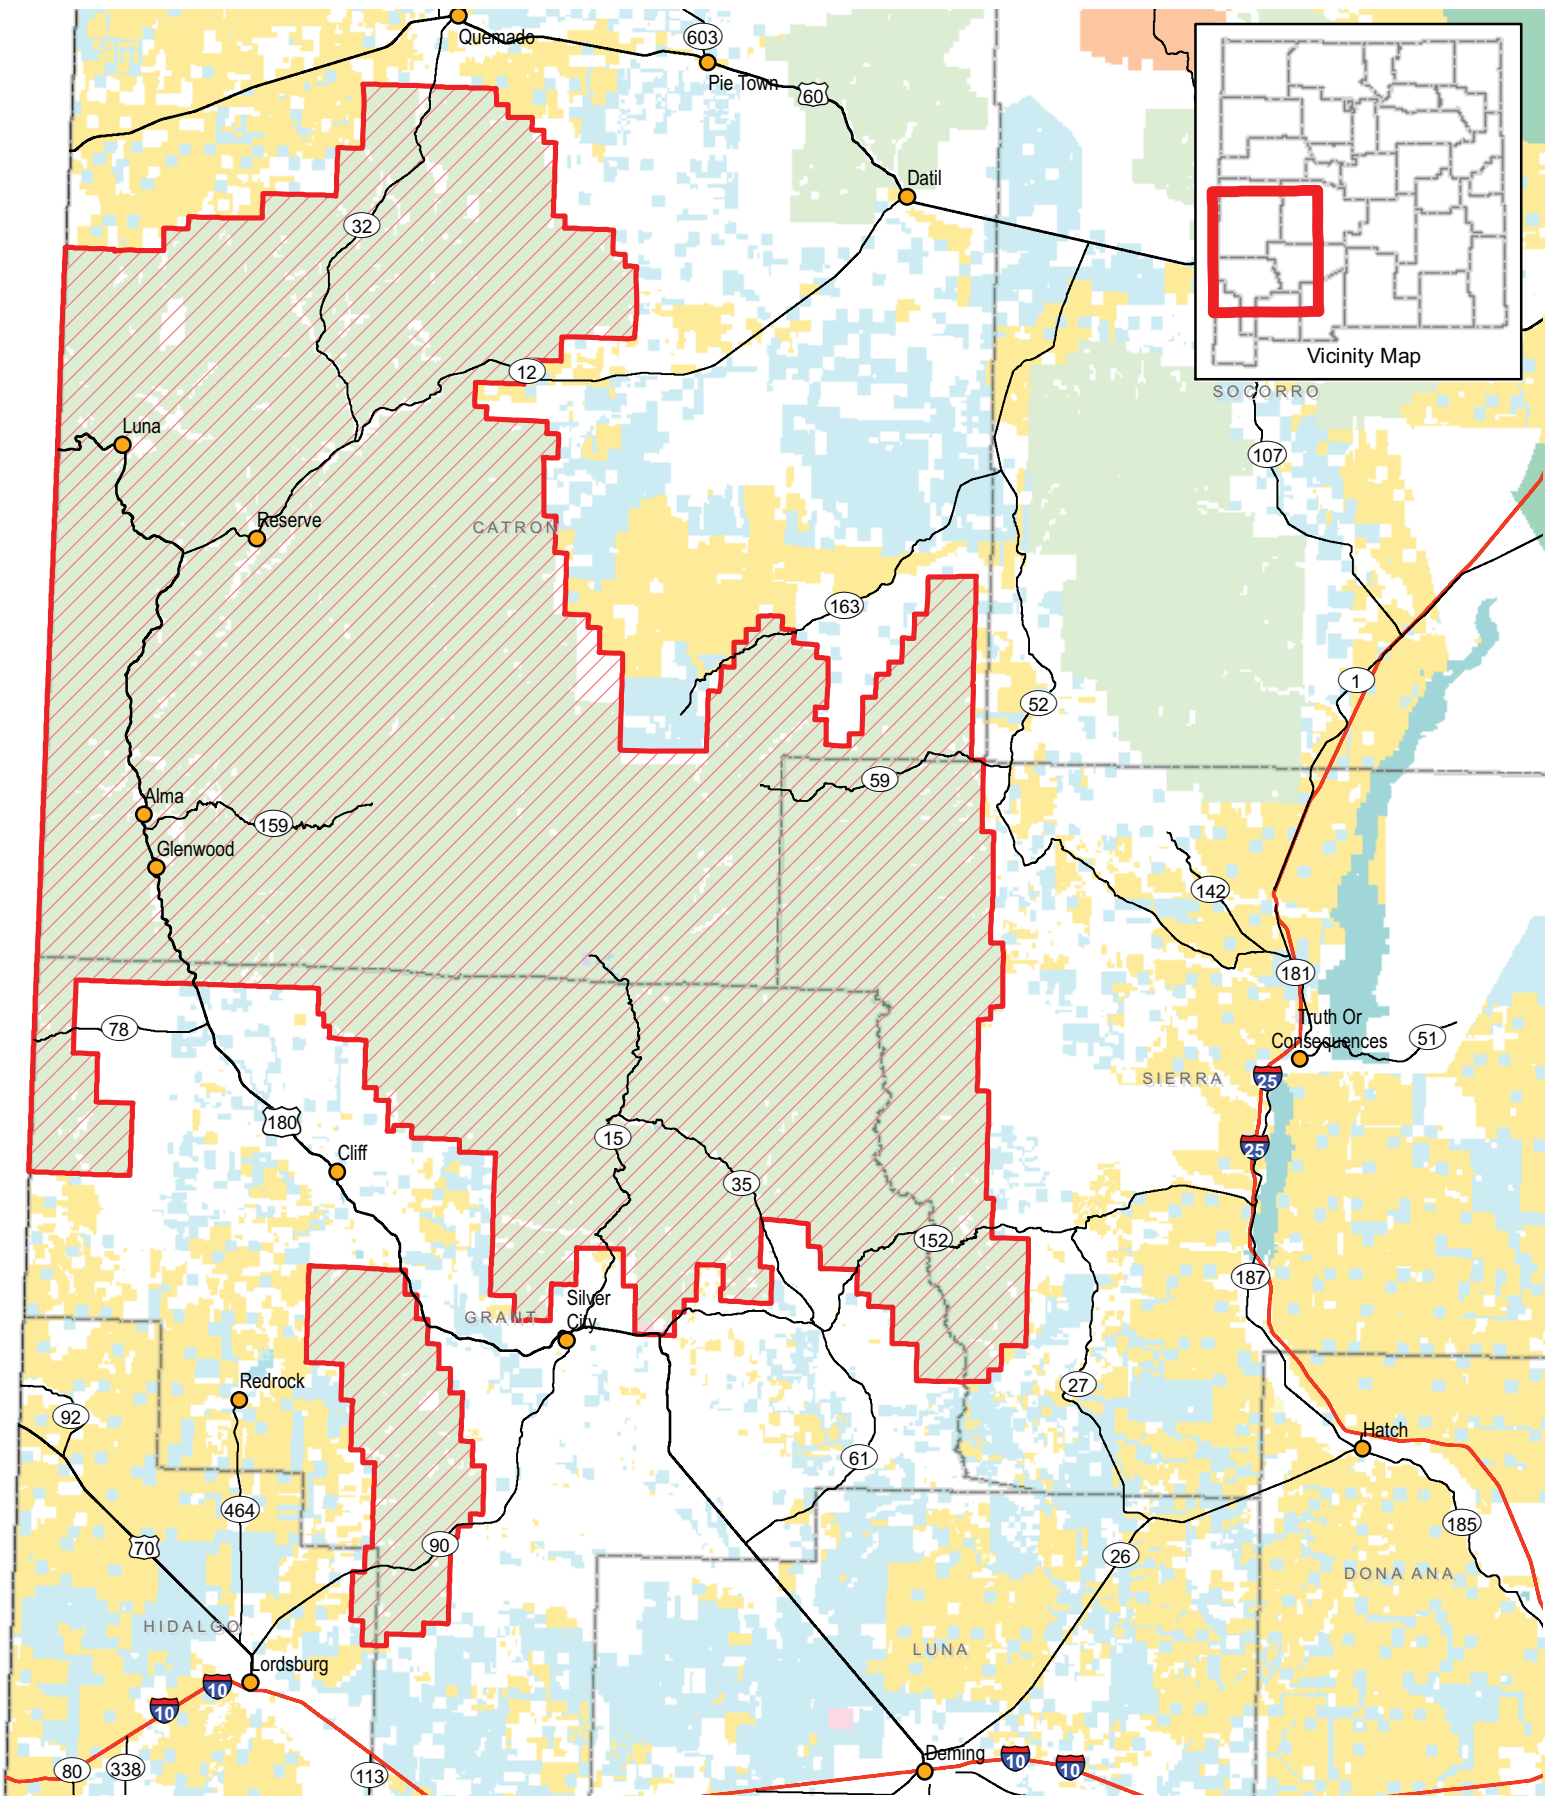 Quemado
603
Pie Town
60
Datil
32
Vicinity Map
SOCORRO
12
Luna
107
Reserve
CATRON
163
1
52
59
Alma
159
Glenwood
142
181
Truth Or
Consequences
51
78
SIERRA
25
180
15
25
Cliff
35
152
187
Silver
City
GRANT
Redrock
27
92
Hatch
61
464
185
70
90
26
DONA ANA
HIDALGO
LUNA
Lordsburg
10
10
Deming
10
10
80
338
113